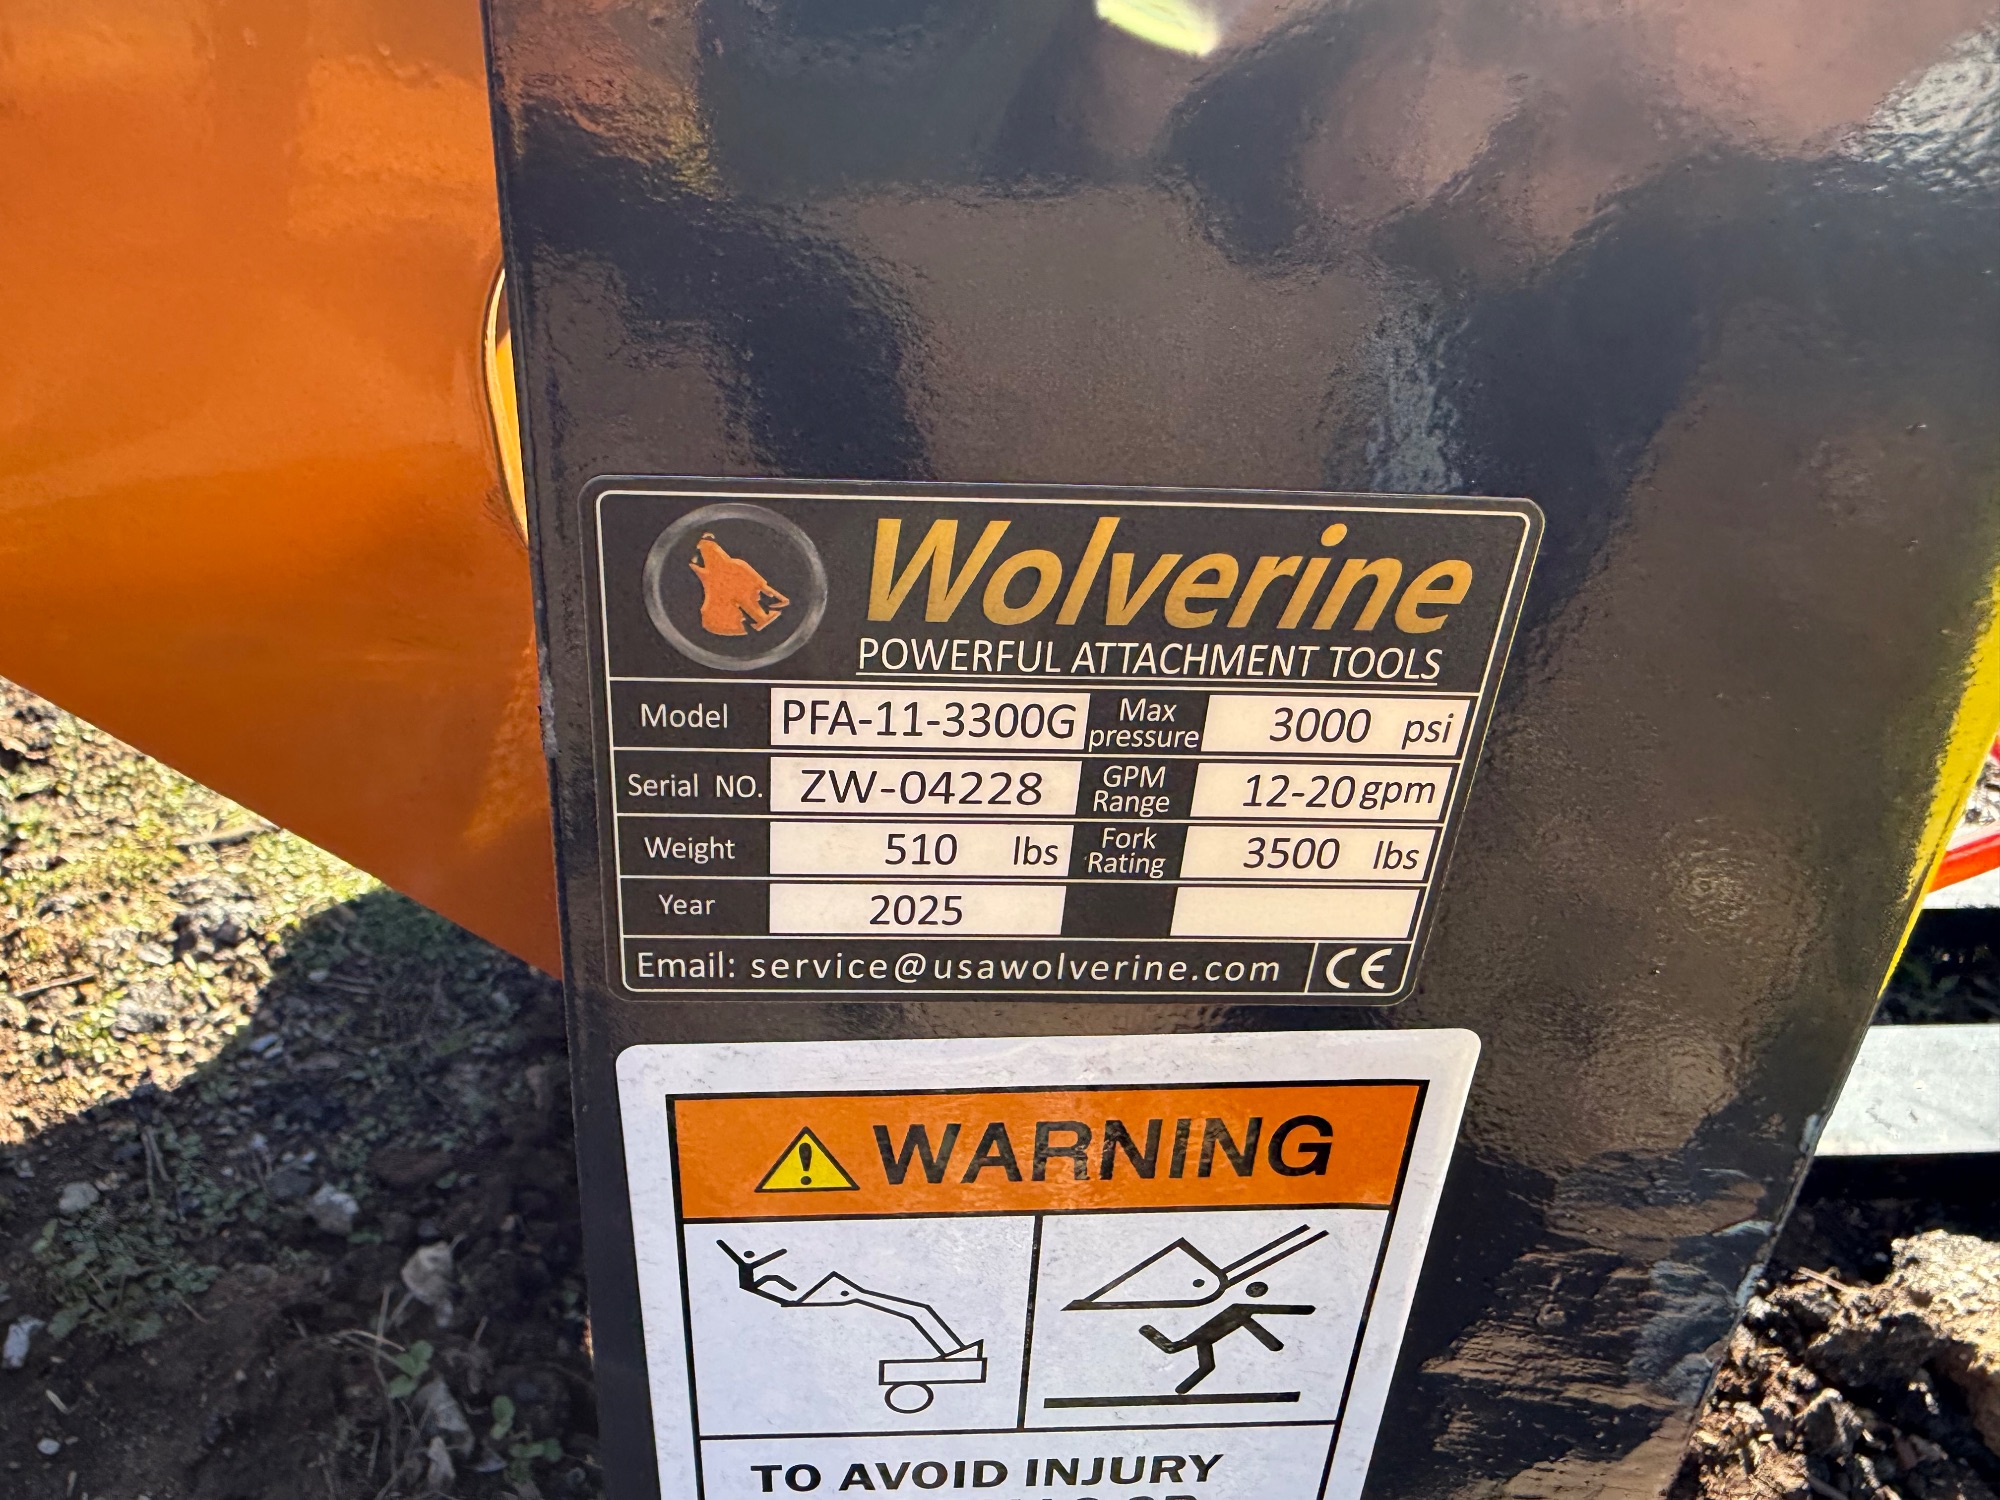 Wolverine
POWERFUL ATTACHMENT TOOLS
Model PFA-11-3300G Max pressure 3000 psi
Serial NO. ZW-04228 GPM Range 12-20gpm
Weight 510 lbs Fork Rating 3500 lbs
Year 2025
Email: service@usawolverine.com CE
WARNING
TO AVOID INJURY